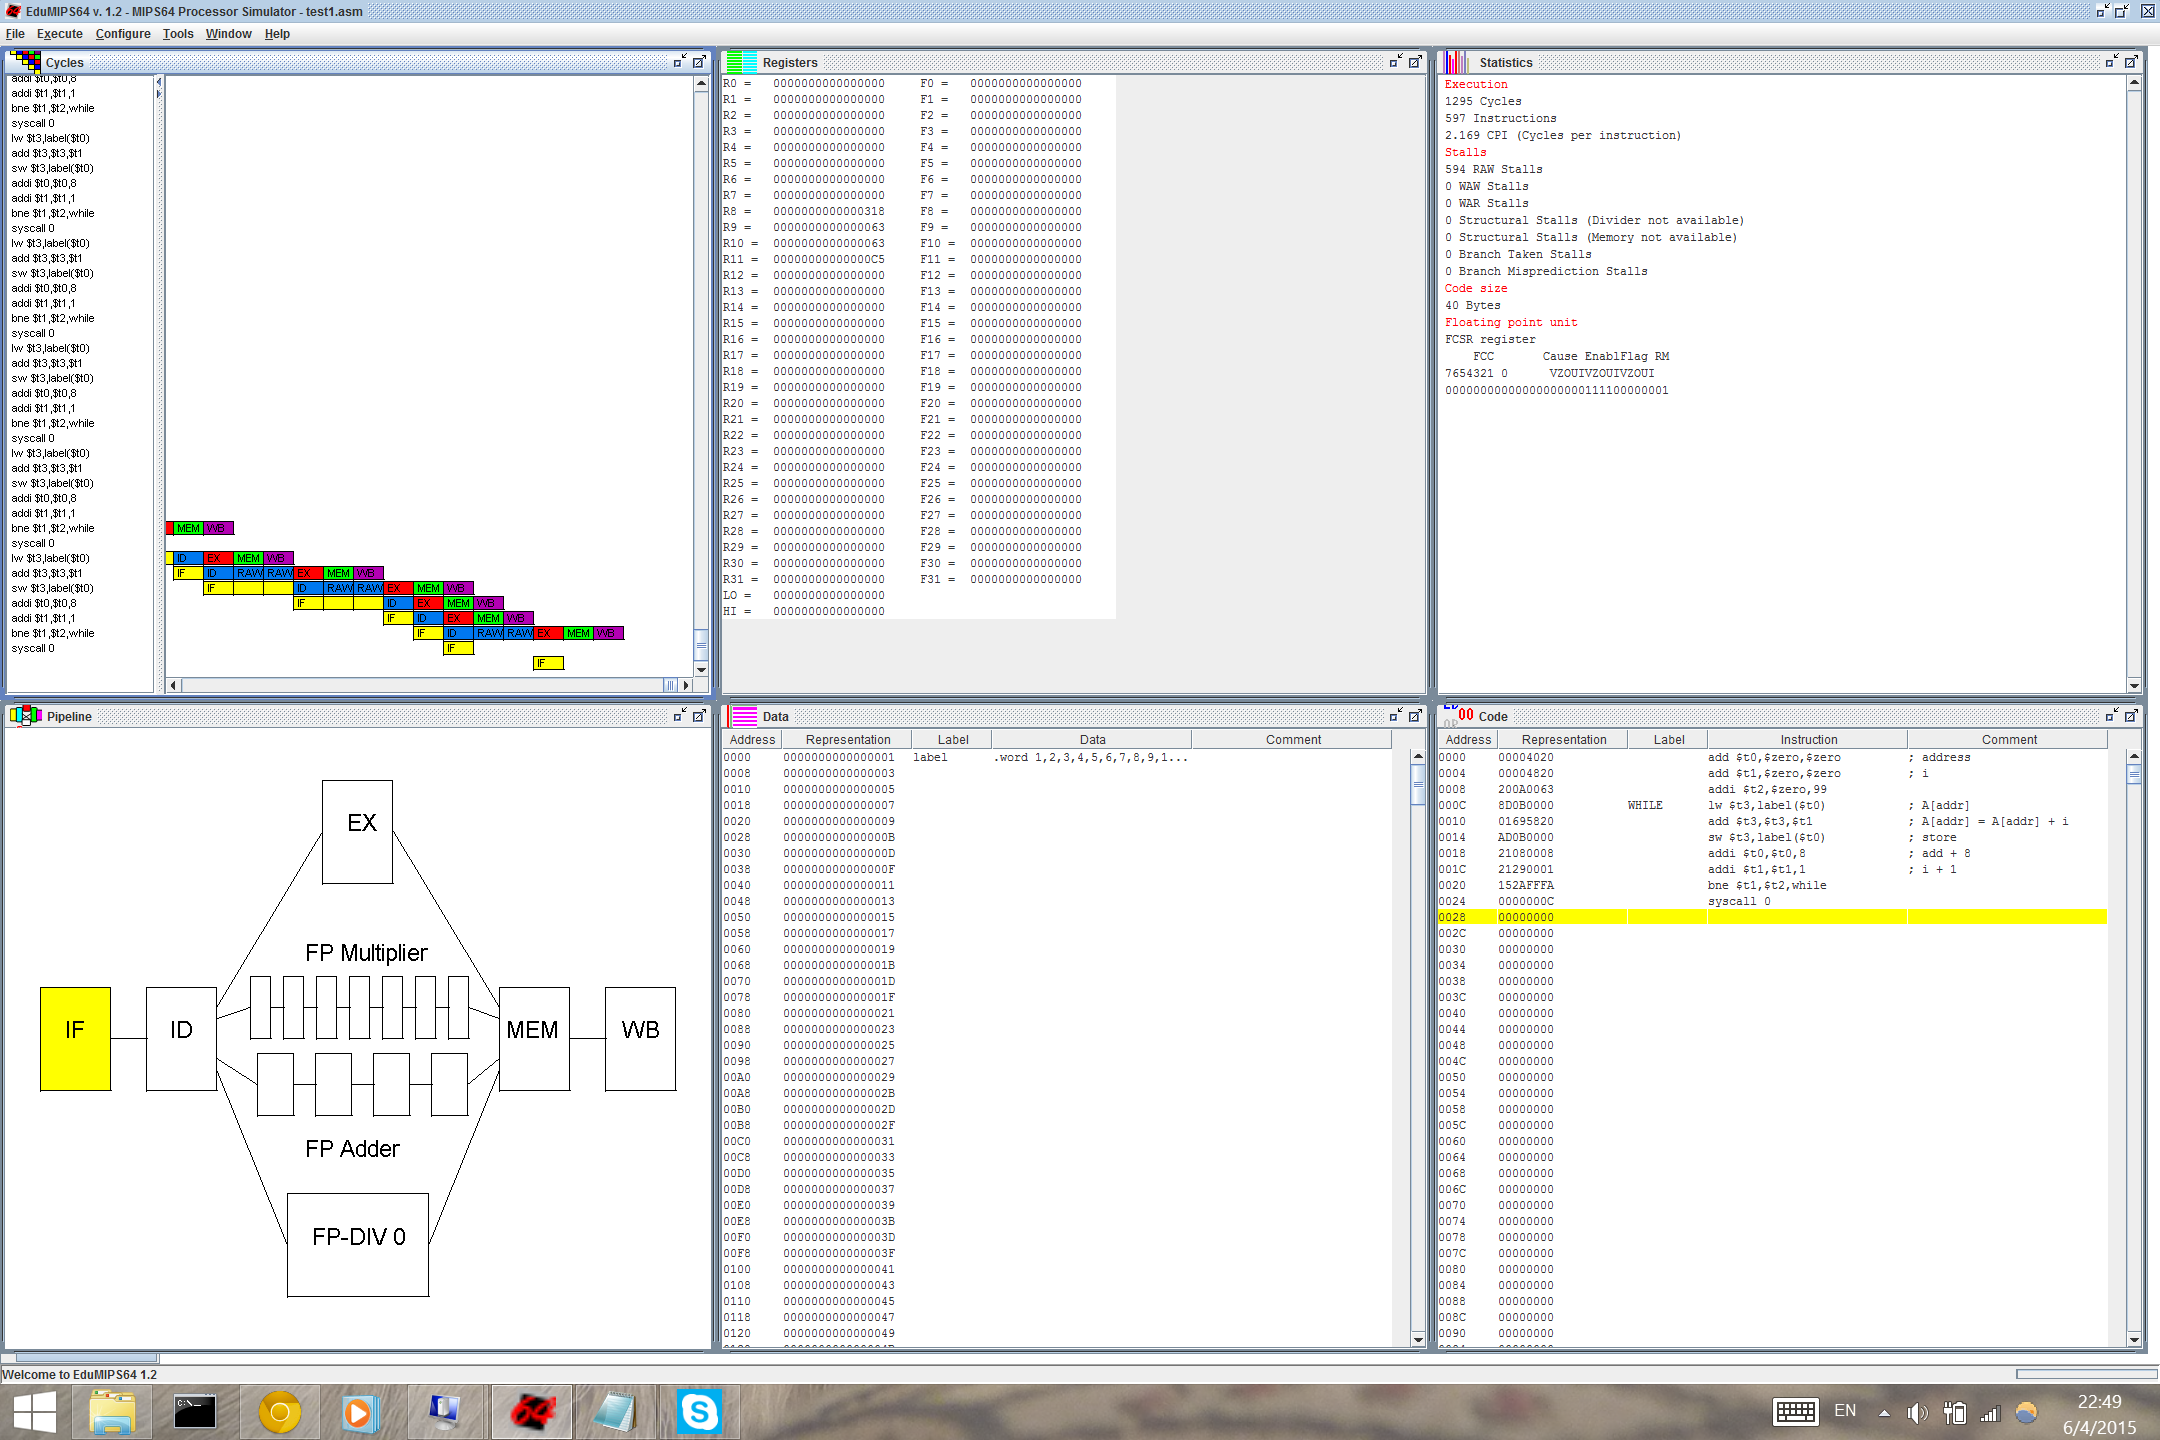 EduMIPS64 v. 1.2 - MIPS64 Processor Simulator - test1.asm
File Execute Configure Tools Window Help
Cycles
addi $t0,$t0,8
addi $t1,$t1,1
bne $t1,$t2,while
syscall 0
lw $t3,label($t0)
add $t3,$t3,$t1
sw $t3,label($t0)
addi $t0,$t0,8
addi $t1,$t1,1
bne $t1,$t2,while
syscall 0
lw $t3,label($t0)
add $t3,$t3,$t1
sw $t3,label($t0)
addi $t0,$t0,8
addi $t1,$t1,1
bne $t1,$t2,while
syscall 0
lw $t3,label($t0)
add $t3,$t3,$t1
sw $t3,label($t0)
addi $t0,$t0,8
addi $t1,$t1,1
bne $t1,$t2,while
syscall 0
lw $t3,label($t0)
add $t3,$t3,$t1
sw $t3,label($t0)
addi $t0,$t0,8
addi $t1,$t1,1
bne $t1,$t2,while
syscall 0
lw $t3,label($t0)
add $t3,$t3,$t1
sw $t3,label($t0)
addi $t0,$t0,8
addi $t1,$t1,1
bne $t1,$t2,while
syscall 0
MEM WB
ID EX MEM WB
IF ID RAW RAW EX MEM WB
IF ID RAW RAW EX MEM WB
IF ID EX MEM WB
IF ID EX MEM WB
IF ID RAW RAW EX MEM WB
IF
IF
Registers
R0 = 0000000000000000 F0 = 0000000000000000
R1 = 0000000000000000 F1 = 0000000000000000
R2 = 0000000000000000 F2 = 0000000000000000
R3 = 0000000000000000 F3 = 0000000000000000
R4 = 0000000000000000 F4 = 0000000000000000
R5 = 0000000000000000 F5 = 0000000000000000
R6 = 0000000000000000 F6 = 0000000000000000
R7 = 0000000000000000 F7 = 0000000000000000
R8 = 0000000000000318 F8 = 0000000000000000
R9 = 0000000000000063 F9 = 0000000000000000
R10 = 0000000000000063 F10 = 0000000000000000
R11 = 00000000000000C5 F11 = 0000000000000000
R12 = 0000000000000000 F12 = 0000000000000000
R13 = 0000000000000000 F13 = 0000000000000000
R14 = 0000000000000000 F14 = 0000000000000000
R15 = 0000000000000000 F15 = 0000000000000000
R16 = 0000000000000000 F16 = 0000000000000000
R17 = 0000000000000000 F17 = 0000000000000000
R18 = 0000000000000000 F18 = 0000000000000000
R19 = 0000000000000000 F19 = 0000000000000000
R20 = 0000000000000000 F20 = 0000000000000000
R21 = 0000000000000000 F21 = 0000000000000000
R22 = 0000000000000000 F22 = 0000000000000000
R23 = 0000000000000000 F23 = 0000000000000000
R24 = 0000000000000000 F24 = 0000000000000000
R25 = 0000000000000000 F25 = 0000000000000000
R26 = 0000000000000000 F26 = 0000000000000000
R27 = 0000000000000000 F27 = 0000000000000000
R28 = 0000000000000000 F28 = 0000000000000000
R29 = 0000000000000000 F29 = 0000000000000000
R30 = 0000000000000000 F30 = 0000000000000000
R31 = 0000000000000000 F31 = 0000000000000000
LO = 0000000000000000
HI = 0000000000000000
Statistics
Execution
1295 Cycles
597 Instructions
2.169 CPI (Cycles per instruction)
Stalls
594 RAW Stalls
0 WAW Stalls
0 WAR Stalls
0 Structural Stalls (Divider not available)
0 Structural Stalls (Memory not available)
0 Branch Taken Stalls
0 Branch Misprediction Stalls
Code size
40 Bytes
Floating point unit
FCSR register
FCC Cause EnablFlag RM
7654321 0 VZOUIVZOUIVZOUI
00000000000000000000111100000001
Pipeline
EX
FP Multiplier
IF ID MEM WB
FP Adder
FP-DIV 0
Data
Address Representation Label Data Comment
0000 0000000000000001 label .word 1,2,3,4,5,6,7,8,9,1...
0008 0000000000000003
0010 0000000000000005
0018 0000000000000007
0020 0000000000000009
0028 000000000000000B
0030 000000000000000D
0038 000000000000000F
0040 0000000000000011
0048 0000000000000013
0050 0000000000000015
0058 0000000000000017
0060 0000000000000019
0068 000000000000001B
0070 000000000000001D
0078 000000000000001F
0080 0000000000000021
0088 0000000000000023
0090 0000000000000025
0098 0000000000000027
00A0 0000000000000029
00A8 000000000000002B
00B0 000000000000002D
00B8 000000000000002F
00C0 0000000000000031
00C8 0000000000000033
00D0 0000000000000035
00D8 0000000000000037
00E0 0000000000000039
00E8 000000000000003B
00F0 000000000000003D
00F8 000000000000003F
0100 0000000000000041
0108 0000000000000043
0110 0000000000000045
0118 0000000000000047
0120 0000000000000049
Code
Address Representation Label Instruction Comment
0000 00004020 add $t0,$zero,$zero ; address
0004 00004820 add $t1,$zero,$zero ; i
0008 200A0063 addi $t2,$zero,99
000C 8D0B0000 WHILE lw $t3,label($t0) ; A[addr]
0010 01695820 add $t3,$t3,$t1 ; A[addr] = A[addr] + i
0014 AD0B0000 sw $t3,label($t0) ; store
0018 21080008 addi $t0,$t0,8 ; add + 8
001C 21290001 addi $t1,$t1,1 ; i + 1
0020 152AFFFA bne $t1,$t2,while
0024 0000000C syscall 0
0028 00000000
002C 00000000
0030 00000000
0034 00000000
0038 00000000
003C 00000000
0040 00000000
0044 00000000
0048 00000000
004C 00000000
0050 00000000
0054 00000000
0058 00000000
005C 00000000
0060 00000000
0064 00000000
0068 00000000
006C 00000000
0070 00000000
0074 00000000
0078 00000000
007C 00000000
0080 00000000
0084 00000000
0088 00000000
008C 00000000
0090 00000000
Welcome to EduMIPS64 1.2
EN
22:49
6/4/2015